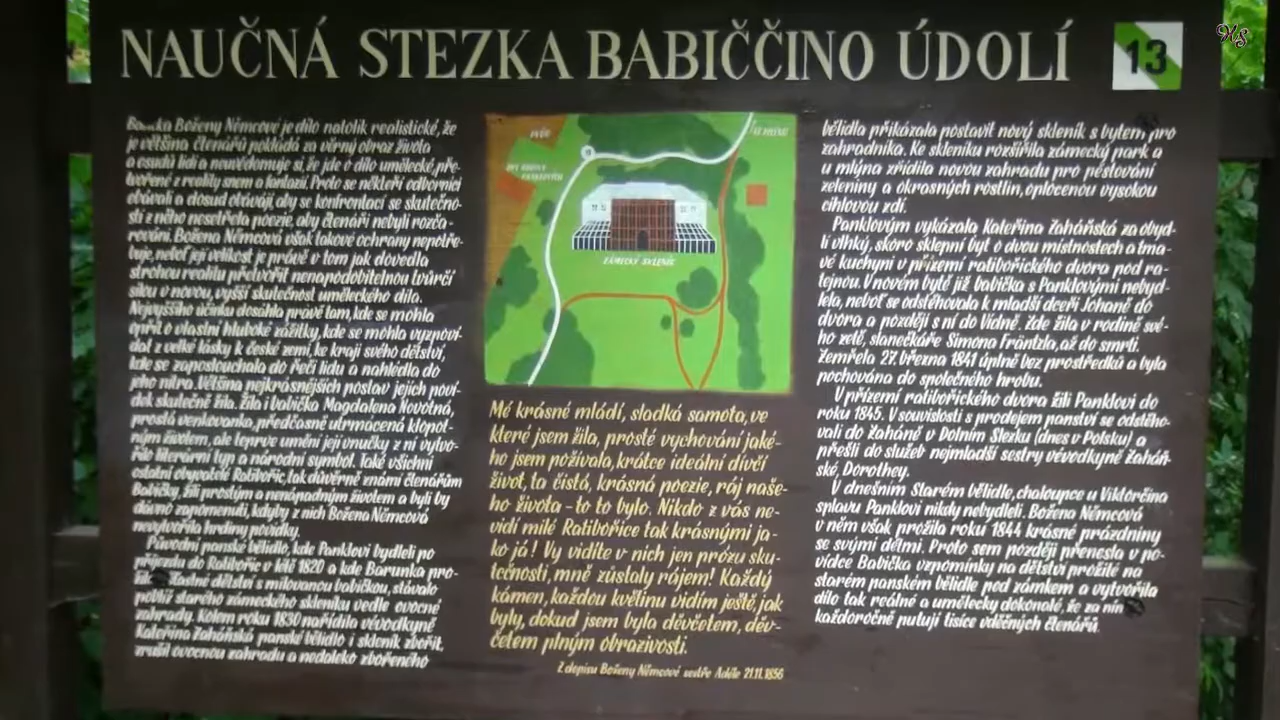 NAUČNÁ STEZKA BABIČČINO ÚDOLÍ
13
Babička Boženy Němcové je dílo natolik realistické, že
je většina čtenářů pokládá za věrný obraz života
a osudů lidí a neuvědomuje si, že jde o dílo umělecké, pře-
tvořené z reality snem a fantazií. Proto se někteří odborníci
obávali a dosud obávají, aby se konfrontací se skutečno-
stí z něho nesetřela poezie, aby čtenáři nebyli rozča-
rováni. Božena Němcová však takové ochrany nepotře-
buje, neboť její velikost je právě v tom jak dovedla
strohou realitu přetvořit nenapodobitelnou tvůrčí
silou v novou, vyšší skutečnost uměleckého díla.
Nejvyššího účinku dosáhla právě tam, kde se mohla
opřít o vlastní hluboké zážitky, kde se mohla vyzpoví-
dat z velké lásky k české zemi, ke kraji svého dětství,
kde se zaposlouchala do řeči lidu a nahlédla do
jeho nitra. Většina nejkrásnějších postav jejích poví-
dek skutečně žila. Žila i babička Magdalena Novotná,
prostá venkovanka, předčasně utrmácená klopot-
ným životem, ale teprve umění její vnučky z ní vytvo-
řilo literární typ a národní symbol. Také všichni
ostatní obyvatelé Ratibořic, tak důvěrně známí čtenářům
Babičky, žili prostým a nenápadným životem a byli by
dávno zapomenuti, kdyby z nich Božena Němcová
nevytvořila hrdiny povídky.
Původní panské bělidlo, kde Panklovi bydleli po
příjezdu do Ratibořic v létě 1820 a kde Barunka pro-
žila šťastné dětství s milovanou babičkou, stávalo
poblíž starého zámeckého skleníku vedle ovocné
zahrady. Kolem roku 1830 nařídila vévodkyně
Kateřina Zaháňská panské bělidlo i skleník zbořit,
zrušit ovocnou zahradu a nedaleko zbořeného
DVŮR
ZÁMECKÝ SKLENÍK
Mé krásné mládí, sladká samota, ve
které jsem žila, prosté vychování jaké-
ho jsem požívala, krátce ideální dívčí
život, ta čistá, krásná poezie, ráj naše-
ho života - to to bylo. Nikdo z vás ne-
vidí milé Ratibořice tak krásnými ja-
ko já! Vy vidíte v nich jen prózu sku-
tečnosti, mně zůstaly rájem! Každý
kámen, každou květinu vidím ještě, jak
byly, dokud jsem byla děvčetem, děv-
četem plným obrazivosti.
Z dopisu Boženy Němcové sestře Adéle 21.11.1856
bělidla přikázala postavit nový skleník s bytem pro
zahradníka. Ke skleníku rozšířila zámecký park a
u mlýna zřídila novou zahradu pro pěstování
zeleniny a okrasných rostlin, oplocenou vysokou
cihlovou zdí.
Panklovým vykázala Kateřina Zaháňská za obyd-
lí vlhký, skoro sklepní byt o dvou místnostech a tma-
vé kuchyni v přízemí ratibořického dvora pod ra-
tejnou. V novém bytě již babička s Panklovými nebyd-
lela, neboť se odstěhovala k mladší dceři Johaně do
dvora a později s ní do Vídně. Zde žila v rodině své-
ho zetě, slanečkáře Šimona Fräntzla, až do smrti.
Zemřela 27. března 1841 úplně bez prostředků a byla
pochována do společného hrobu.
V přízemí ratibořického dvora žili Panklovi do
roku 1845. V souvislosti s prodejem panství se odstěho-
vali do Zaháně v Dolním Slezku (dnes v Polsku) a
přešli do služeb nejmladší sestry vévodkyně Zaháň-
ské, Dorothey.
V dnešním Starém bělidle, chaloupce u Viktorčina
splavu Panklovi nikdy nebydleli. Božena Němcová
v něm však prožila roku 1844 krásné prázdniny
se svými dětmi. Proto sem později přenesla v po-
vídce Babička vzpomínky na dětství prožité na
starém panském bělidle pod zámkem a vytvořila
dílo tak reálné a umělecky dokonalé, že za ním
každoročně putují tisíce vděčných čtenářů.